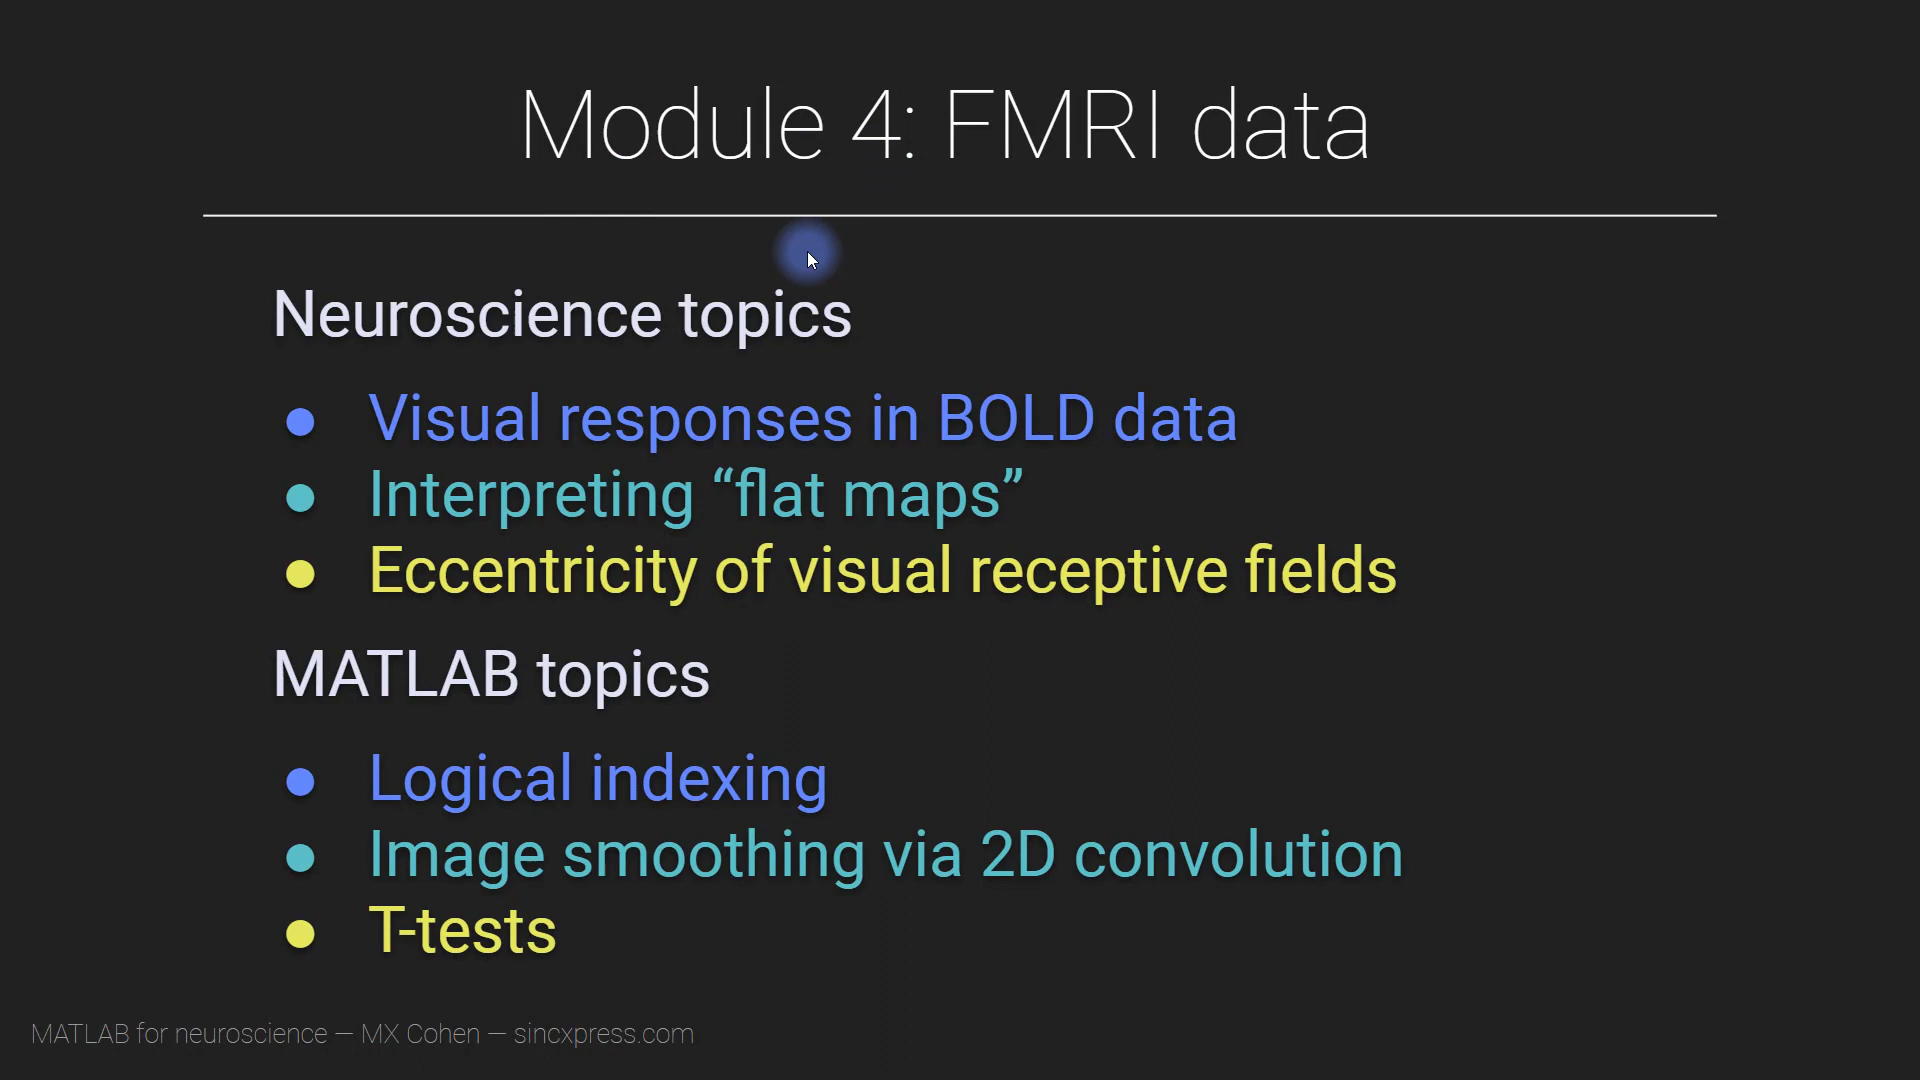 Module 4: FMRI data
Neuroscience topics
● Visual responses in BOLD data
● Interpreting “flat maps”
● Eccentricity of visual receptive fields
MATLAB topics
● Logical indexing
● Image smoothing via 2D convolution
● T-tests
MATLAB for neuroscience — MX Cohen — sincxpress.com